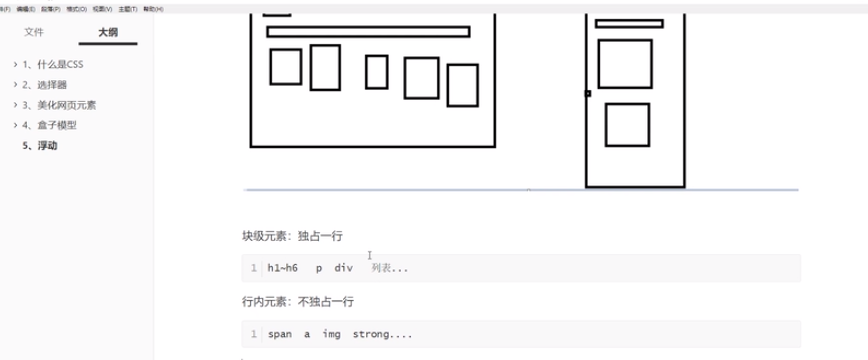 文件(F) 编辑(E) 段落(P) 格式(O) 视图(V) 主题(T) 帮助(H)
文件 大纲
1、什么是CSS
2、选择器
3、美化网页元素
4、盒子模型
5、浮动
块级元素：独占一行
1 h1~h6 p div 列表...
行内元素：不独占一行
1 span a img strong....